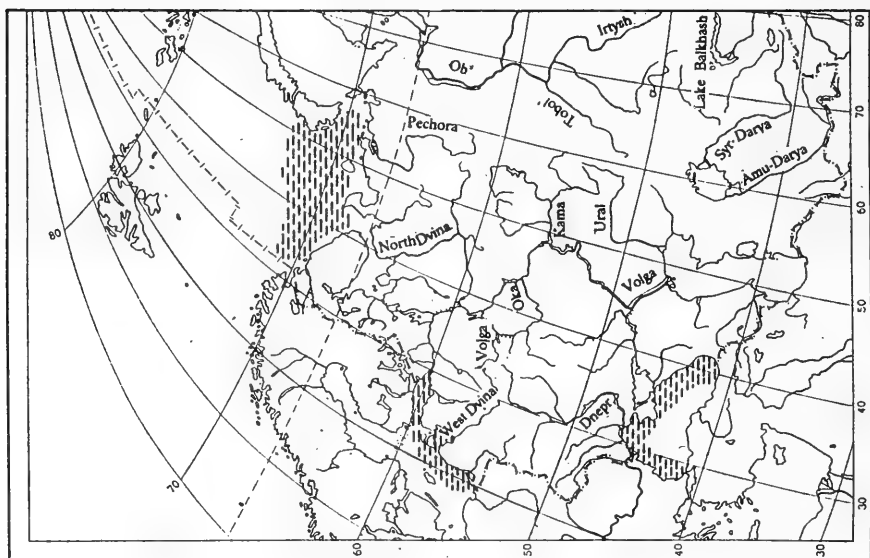 80
Irtysh
Ob'
Lake Balkhash
Tobol
Pechora
Syr-Darya
Amu-Darya
80
70
60
50
40
30
80
Kama
Ural
North Dvina
Volga
Oka
Volga
West Dvina
Dnepr
70
60
50
40
30